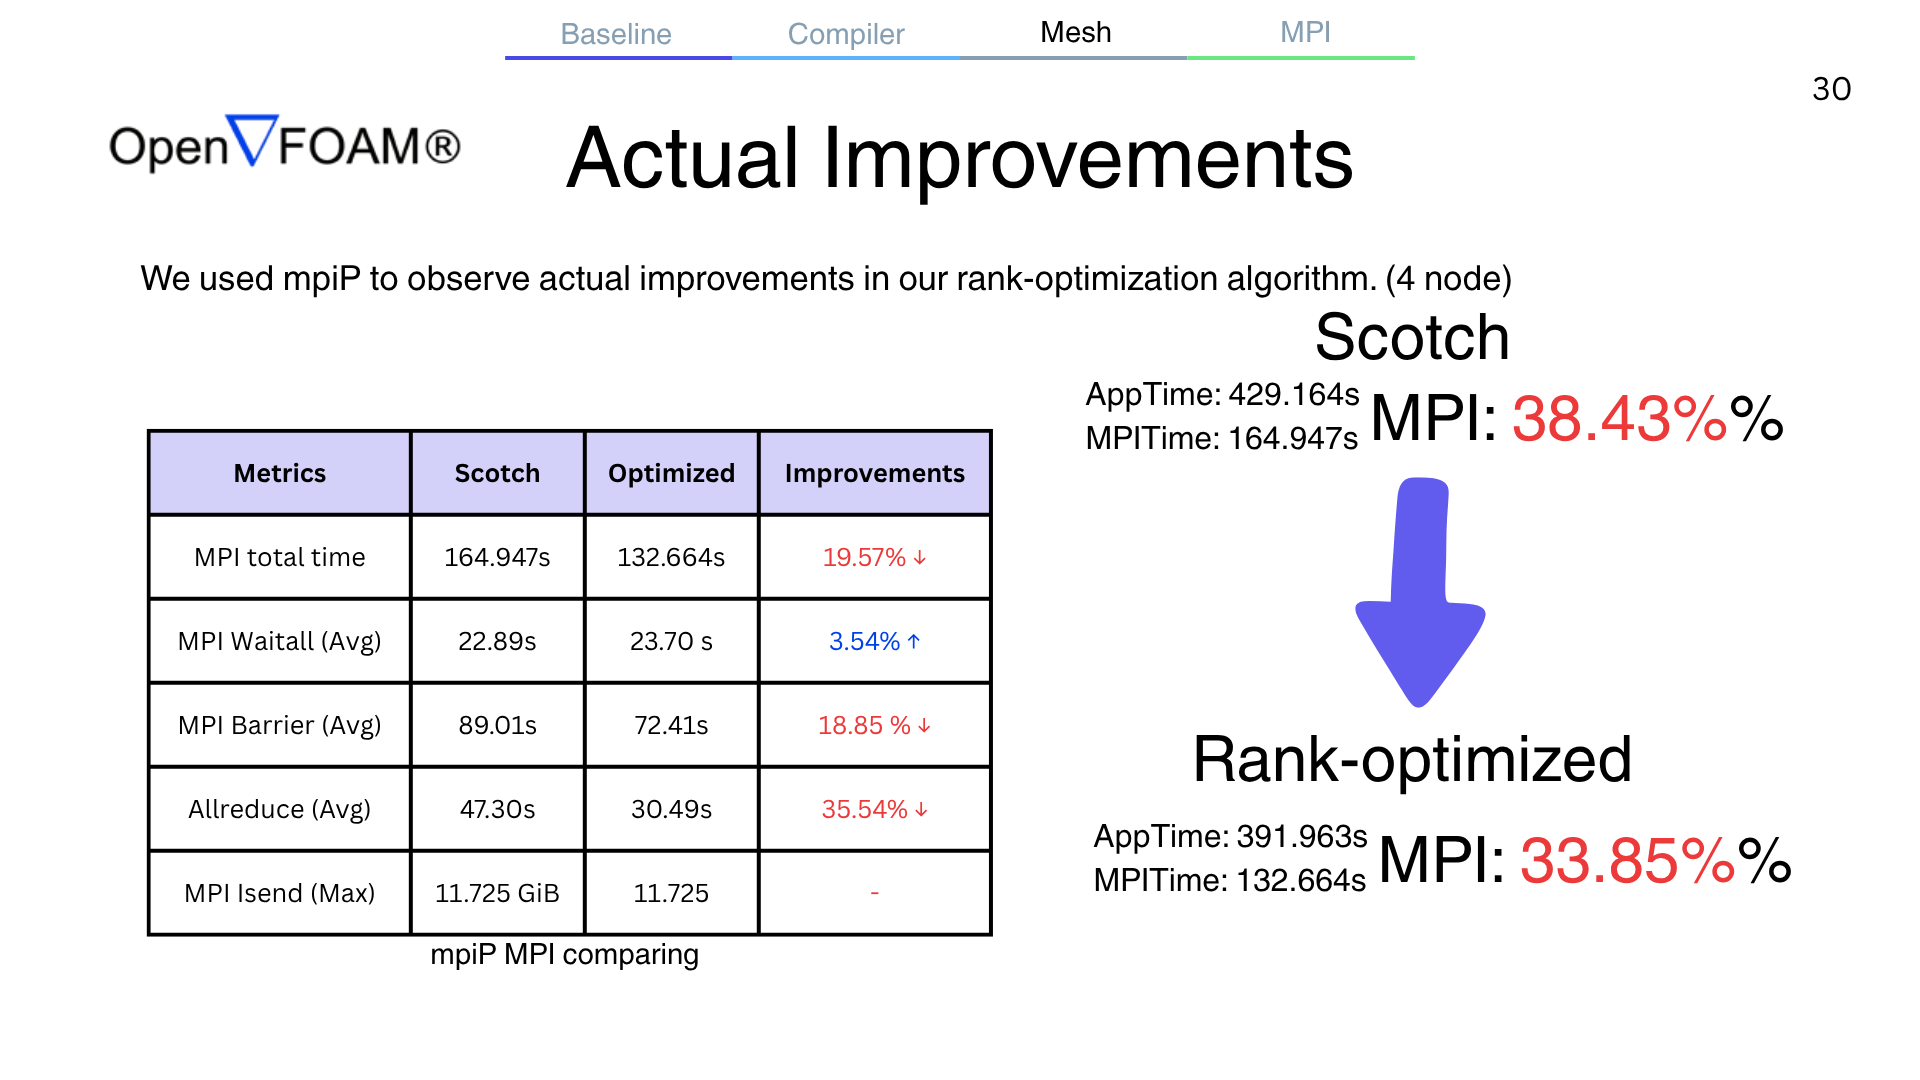 Baseline Compiler Mesh MPI
30
Open FOAM®
Actual Improvements
We used mpiP to observe actual improvements in our rank-optimization algorithm. (4 node)
Metrics Scotch Optimized Improvements
MPI total time 164.947s 132.664s 19.57% ↓
MPI Waitall (Avg) 22.89s 23.70 s 3.54% ↑
MPI Barrier (Avg) 89.01s 72.41s 18.85 % ↓
Allreduce (Avg) 47.30s 30.49s 35.54% ↓
MPI Isend (Max) 11.725 GiB 11.725 -
mpiP MPI comparing
Scotch
AppTime: 429.164s
MPITime: 164.947s
MPI: 38.43%%
Rank-optimized
AppTime: 391.963s
MPITime: 132.664s
MPI: 33.85%%